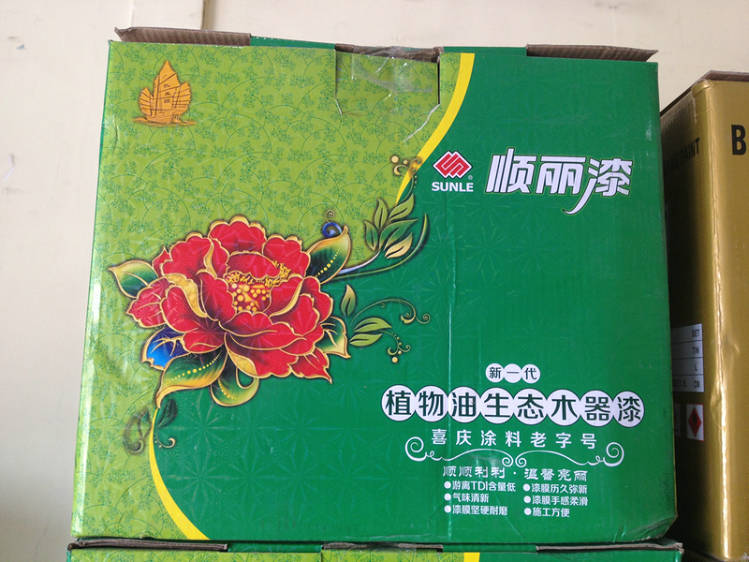 顺丽漆
SUNLE
新一代
植物油生态木器漆
喜庆涂料老字号
顺顺利利·温馨亮丽
●游离TDI含量低
●气味清新
●漆膜坚硬耐磨
●漆膜历久弥新
●漆膜手感柔滑
●施工方便
B